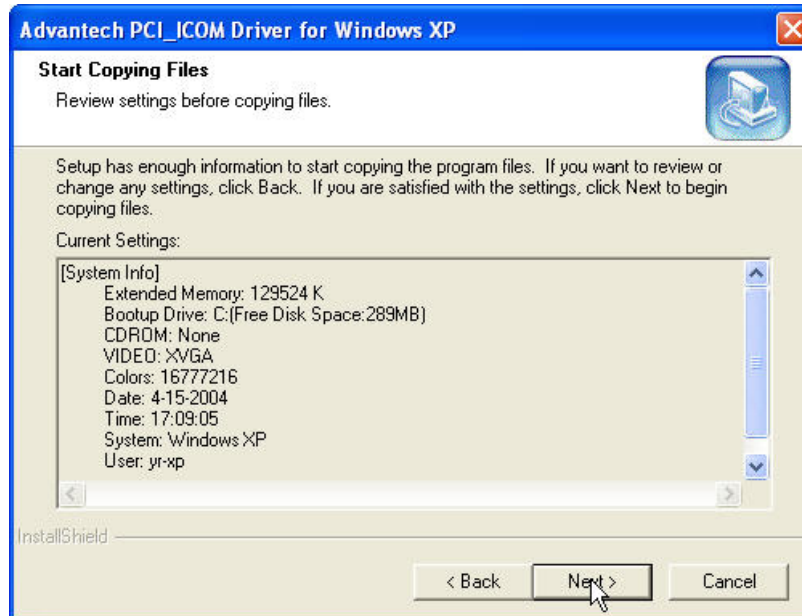 Advantech PCI_ICOM Driver for Windows XP
Start Copying Files
Review settings before copying files.
Setup has enough information to start copying the program files.  If you want to review or
change any settings, click Back.  If you are satisfied with the settings, click Next to begin
copying files.
Current Settings:
[System Info]
Extended Memory: 129524 K
Bootup Drive: C:(Free Disk Space:289MB)
CDROM: None
VIDEO: XVGA
Colors: 16777216
Date: 4-15-2004
Time: 17:09:05
System: Windows XP
User: yr-xp
InstallShield
< Back
Next >
Cancel